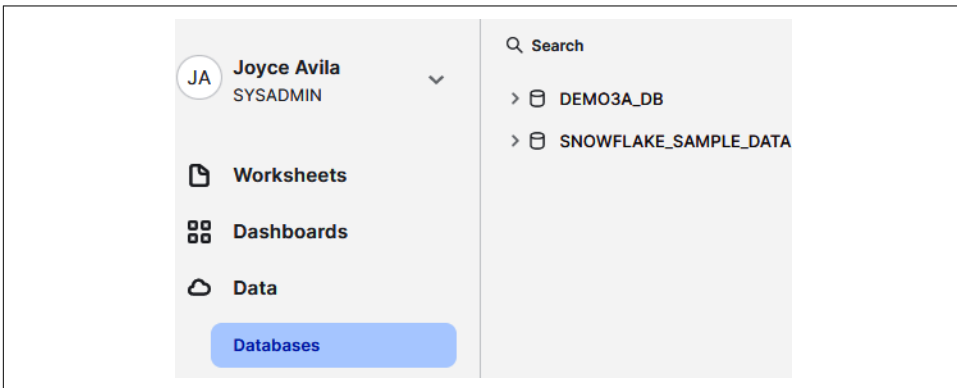 JA
Joyce Avila
SYSADMIN
Worksheets
Dashboards
Data
Databases
Search
DEMO3A_DB
SNOWFLAKE_SAMPLE_DATA